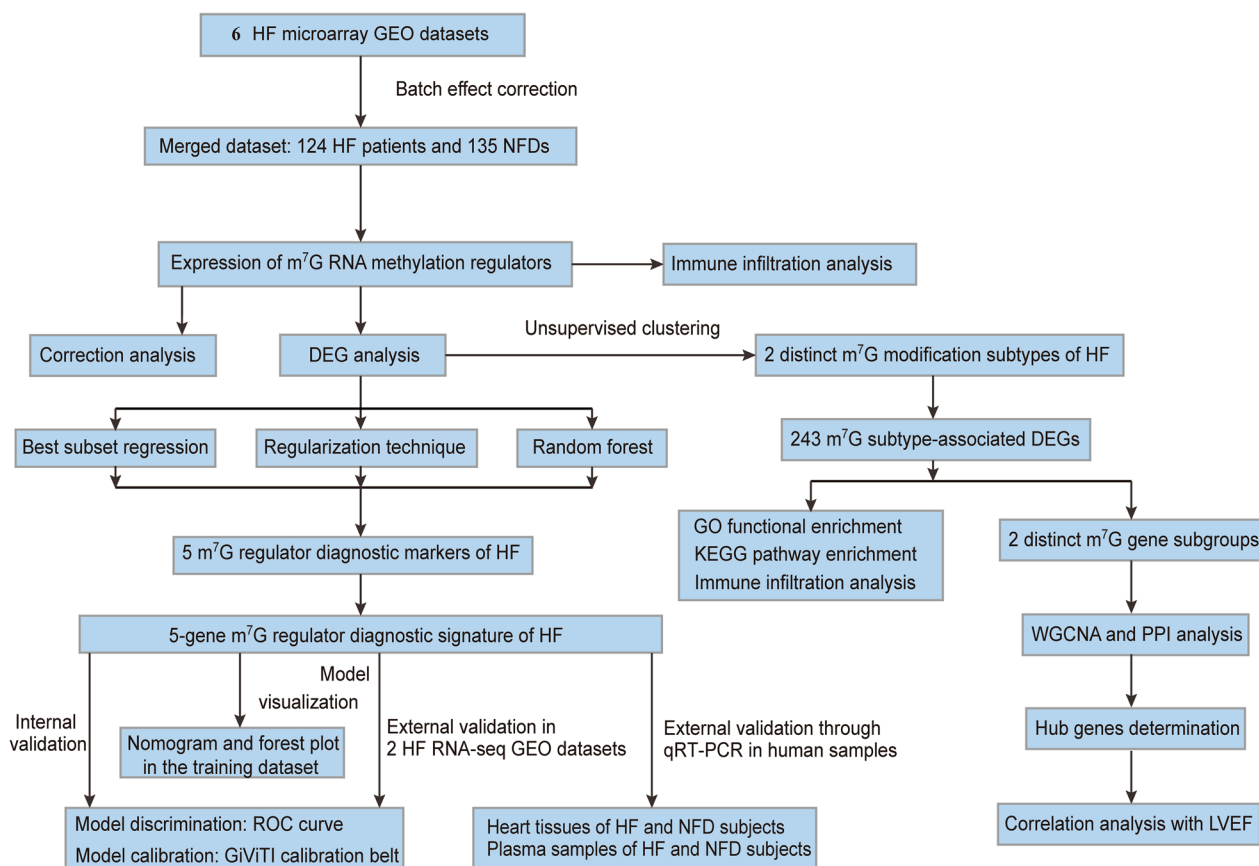 6 HF microarray GEO datasets
Batch effect correction
Merged dataset: 124 HF patients and 135 NFDs
Expression of m⁷G RNA methylation regulators
Immune infiltration analysis
Unsupervised clustering
Correction analysis
DEG analysis
2 distinct m⁷G modification subtypes of HF
Best subset regression
Regularization technique
Random forest
243 m⁷G subtype-associated DEGs
5 m⁷G regulator diagnostic markers of HF
GO functional enrichment
KEGG pathway enrichment
Immune infiltration analysis
2 distinct m⁷G gene subgroups
5-gene m⁷G regulator diagnostic signature of HF
WGCNA and PPI analysis
Internal
validation
Model
visualization
Nomogram and forest plot
in the training dataset
External validation in
2 HF RNA-seq GEO datasets
External validation through
qRT-PCR in human samples
Hub genes determination
Model discrimination: ROC curve
Model calibration: GiViTI calibration belt
Heart tissues of HF and NFD subjects
Plasma samples of HF and NFD subjects
Correlation analysis with LVEF